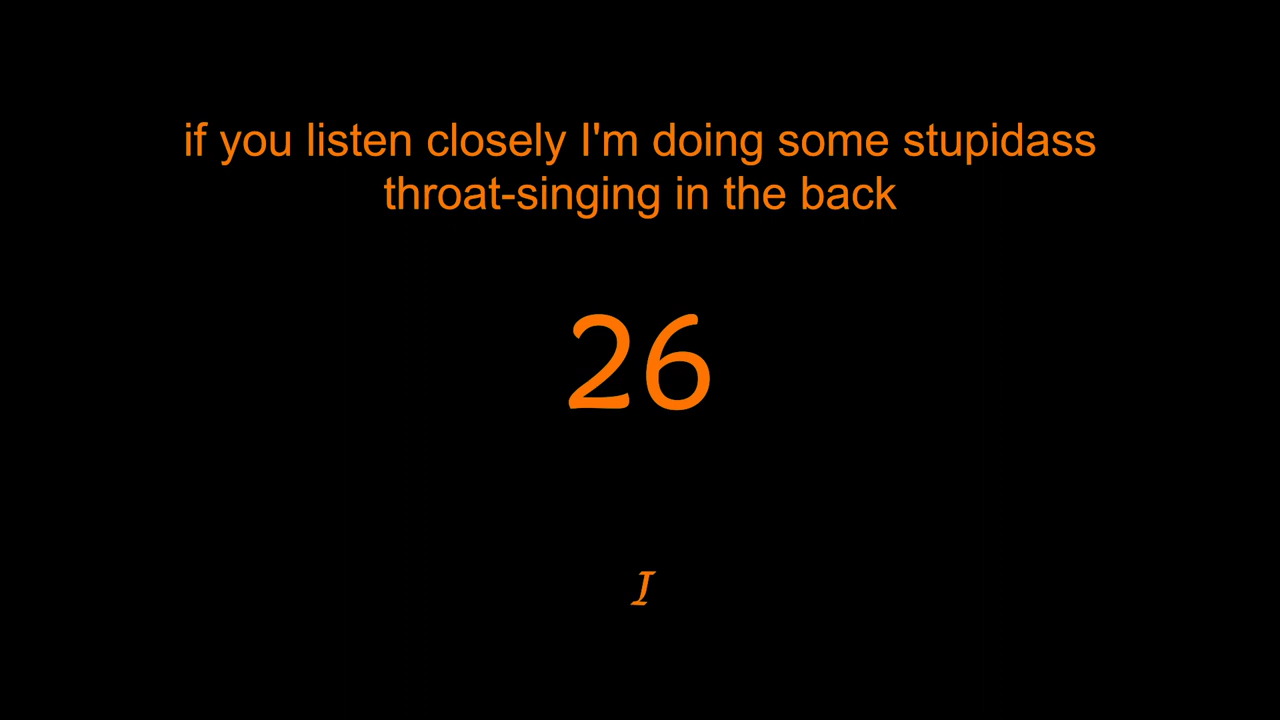 if you listen closely I'm doing some stupidass
throat-singing in the back
26
I